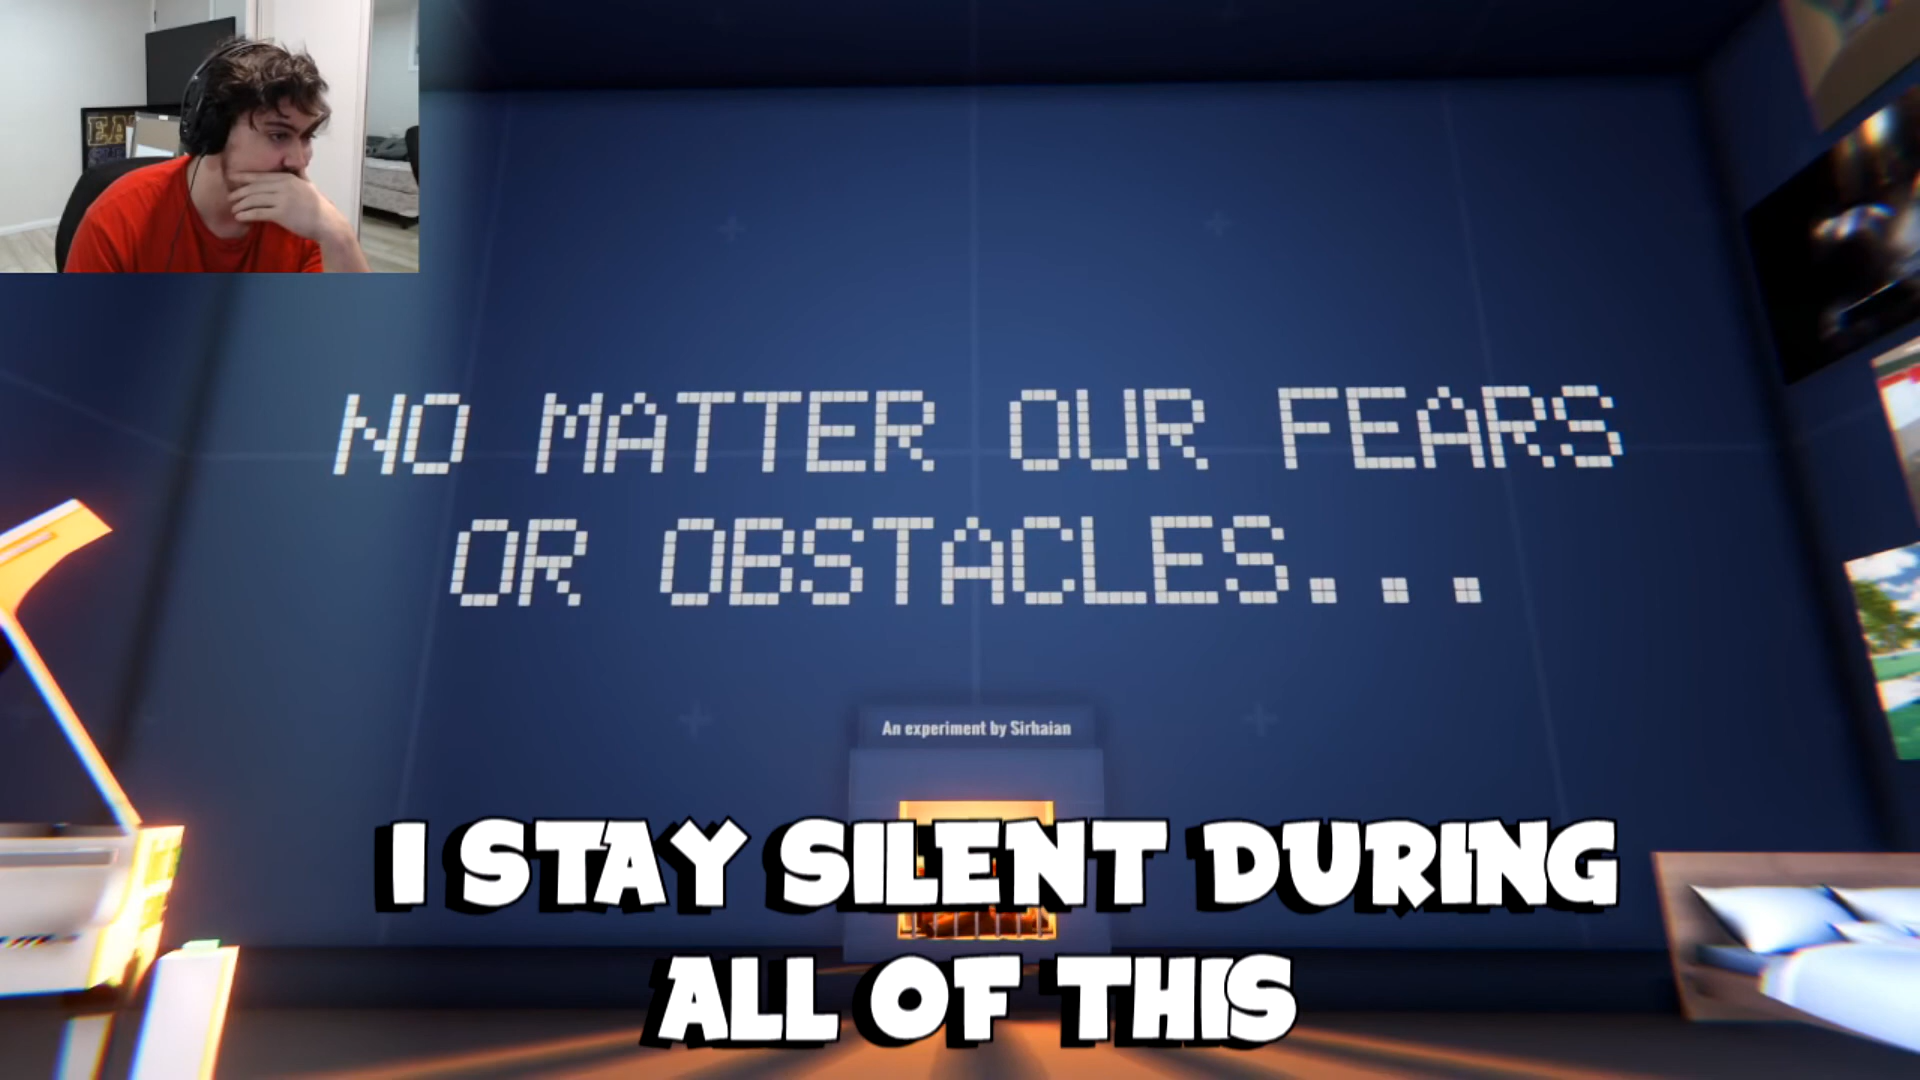 NO MATTER OUR FEARS
OR OBSTACLES...
An experiment by Sirhaian
I STAY SILENT DURING
ALL OF THIS